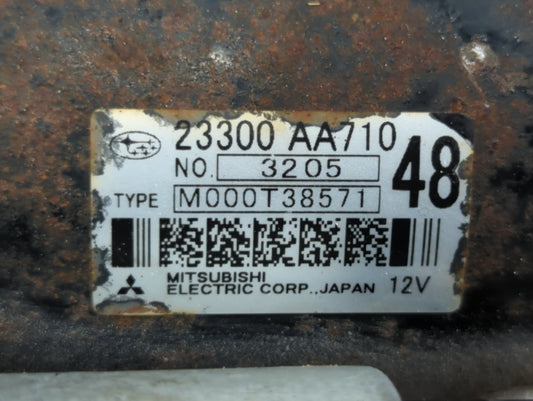 23300 AA710
NO. 3205
48
TYPE M000T38571
MITSUBISHI
ELECTRIC CORP., JAPAN 12V